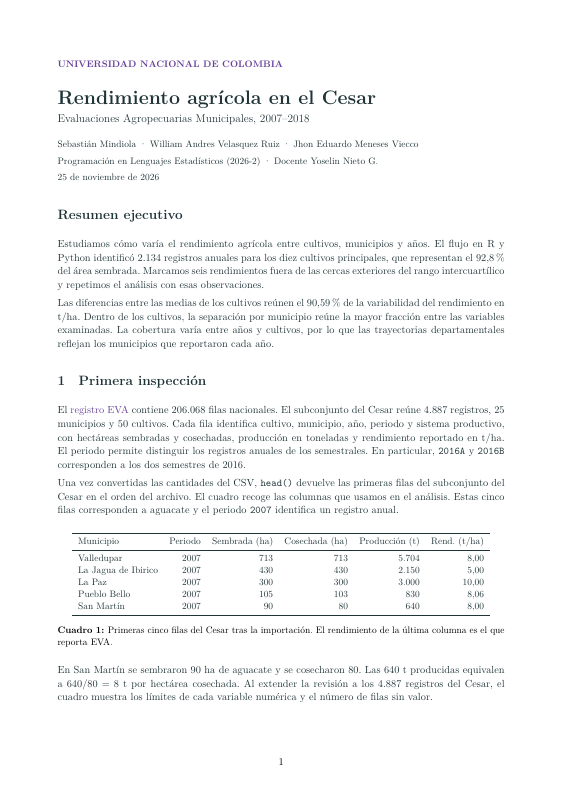 UNIVERSIDAD NACIONAL DE COLOMBIA
Rendimiento agrícola en el Cesar
Evaluaciones Agropecuarias Municipales, 2007–2018
Sebastián Mindiola · William Andres Velasquez Ruiz · Jhon Eduardo Meneses Viecco
Programación en Lenguajes Estadísticos (2026-2) · Docente Yoselin Nieto G.
25 de noviembre de 2026
Resumen ejecutivo
Estudiamos cómo varía el rendimiento agrícola entre cultivos, municipios y años. El flujo en R y
Python identificó 2.134 registros anuales para los diez cultivos principales, que representan el 92,8 %
del área sembrada. Marcamos seis rendimientos fuera de las cercas exteriores del rango intercuartílico
y repetimos el análisis con esas observaciones.
Las diferencias entre las medias de los cultivos reúnen el 90,59 % de la variabilidad del rendimiento en
t/ha. Dentro de los cultivos, la separación por municipio reúne la mayor fracción entre las variables
examinadas. La cobertura varía entre años y cultivos, por lo que las trayectorias departamentales
reflejan los municipios que reportaron cada año.
1 Primera inspección
El registro EVA contiene 206.068 filas nacionales. El subconjunto del Cesar reúne 4.887 registros, 25
municipios y 50 cultivos. Cada fila identifica cultivo, municipio, año, periodo y sistema productivo,
con hectáreas sembradas y cosechadas, producción en toneladas y rendimiento reportado en t/ha.
El periodo permite distinguir los registros anuales de los semestrales. En particular, 2016A y 2016B
corresponden a los dos semestres de 2016.
Una vez convertidas las cantidades del CSV, head() devuelve las primeras filas del subconjunto del
Cesar en el orden del archivo. El cuadro recoge las columnas que usamos en el análisis. Estas cinco
filas corresponden a aguacate y el periodo 2007 identifica un registro anual.
Municipio Periodo Sembrada (ha) Cosechada (ha) Producción (t) Rend. (t/ha)
Valledupar 2007 713 713 5.704 8,00
La Jagua de Ibirico 2007 430 430 2.150 5,00
La Paz 2007 300 300 3.000 10,00
Pueblo Bello 2007 105 103 830 8,06
San Martín 2007 90 80 640 8,00
Cuadro 1: Primeras cinco filas del Cesar tras la importación. El rendimiento de la última columna es el que
reporta EVA.
En San Martín se sembraron 90 ha de aguacate y se cosecharon 80. Las 640 t producidas equivalen
a 640/80 = 8 t por hectárea cosechada. Al extender la revisión a los 4.887 registros del Cesar, el
cuadro muestra los límites de cada variable numérica y el número de filas sin valor.
1